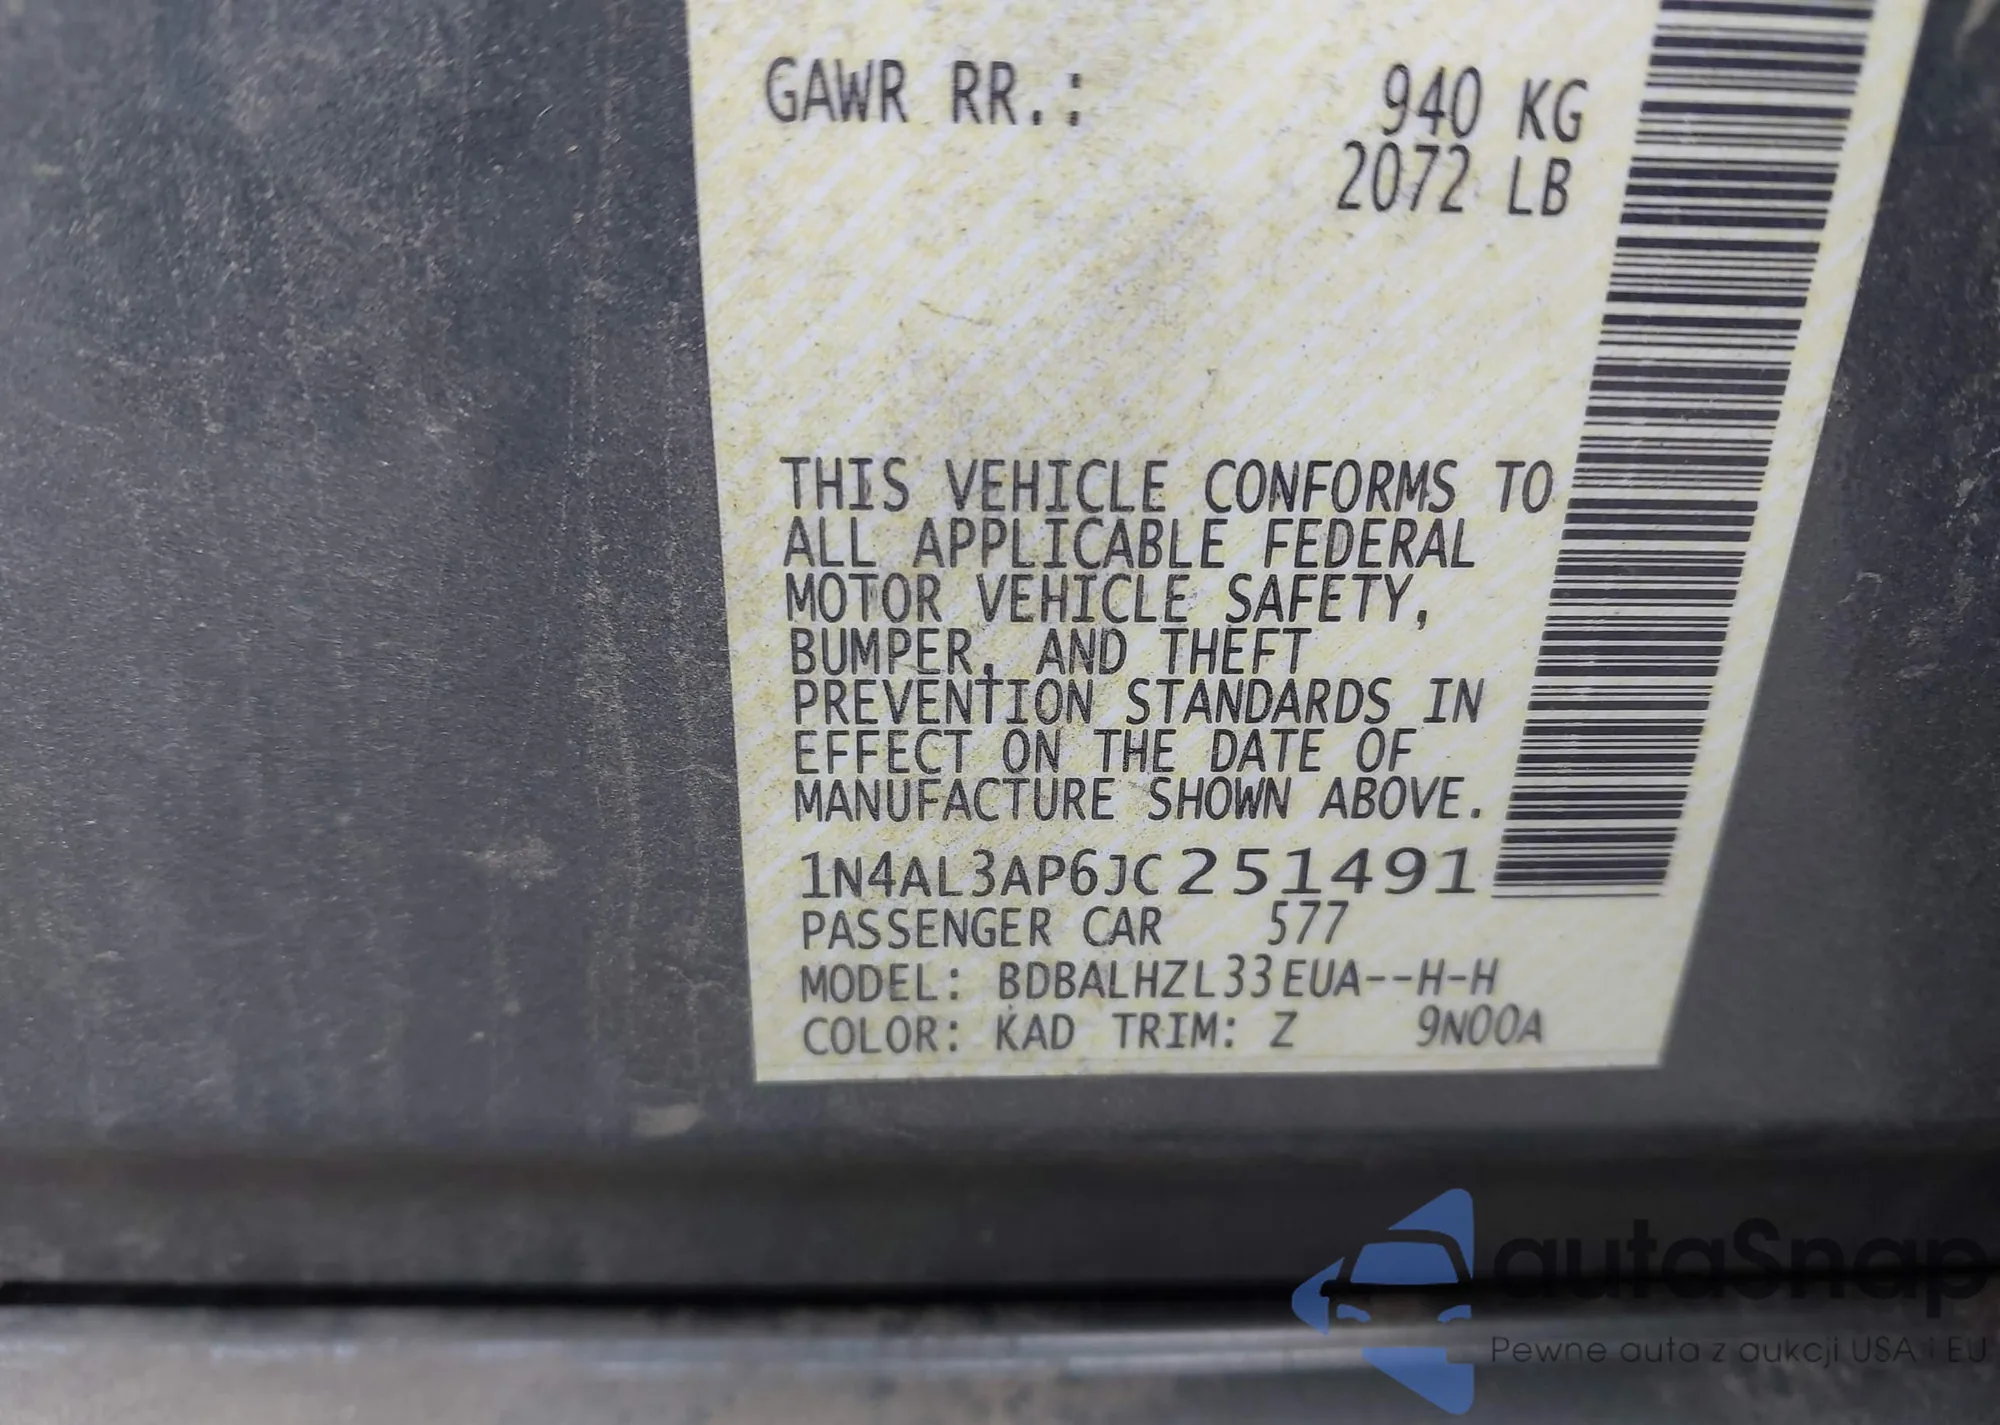 GAWR RR.: 940 KG
2072 LB
THIS VEHICLE CONFORMS TO
ALL APPLICABLE FEDERAL
MOTOR VEHICLE SAFETY,
BUMPER, AND THEFT
PREVENTION STANDARDS IN
EFFECT ON THE DATE OF
MANUFACTURE SHOWN ABOVE.
1N4AL3AP6JC251491
PASSENGER CAR 577
MODEL: BDBALHZL33EUA--H-H
COLOR: KAD TRIM: Z 9N00A
autaSnap
Pewne auta z aukcji USA i EU